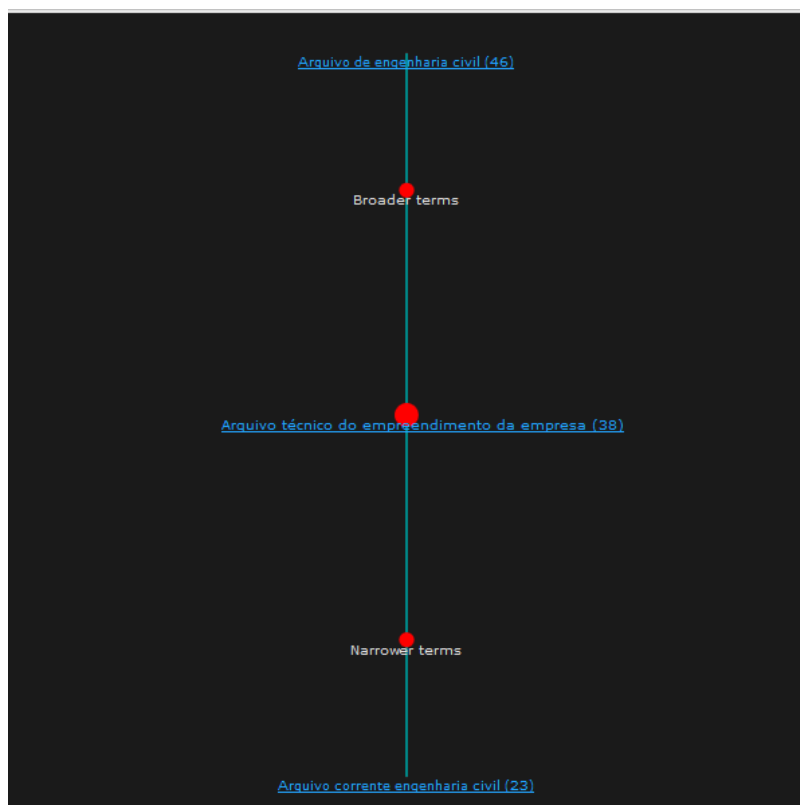 Arquivo de engenharia civil (46)
Broader terms
Arquivo técnico do empreendimento da empresa (38)
Narrower terms
Arquivo corrente engenharia civil (23)